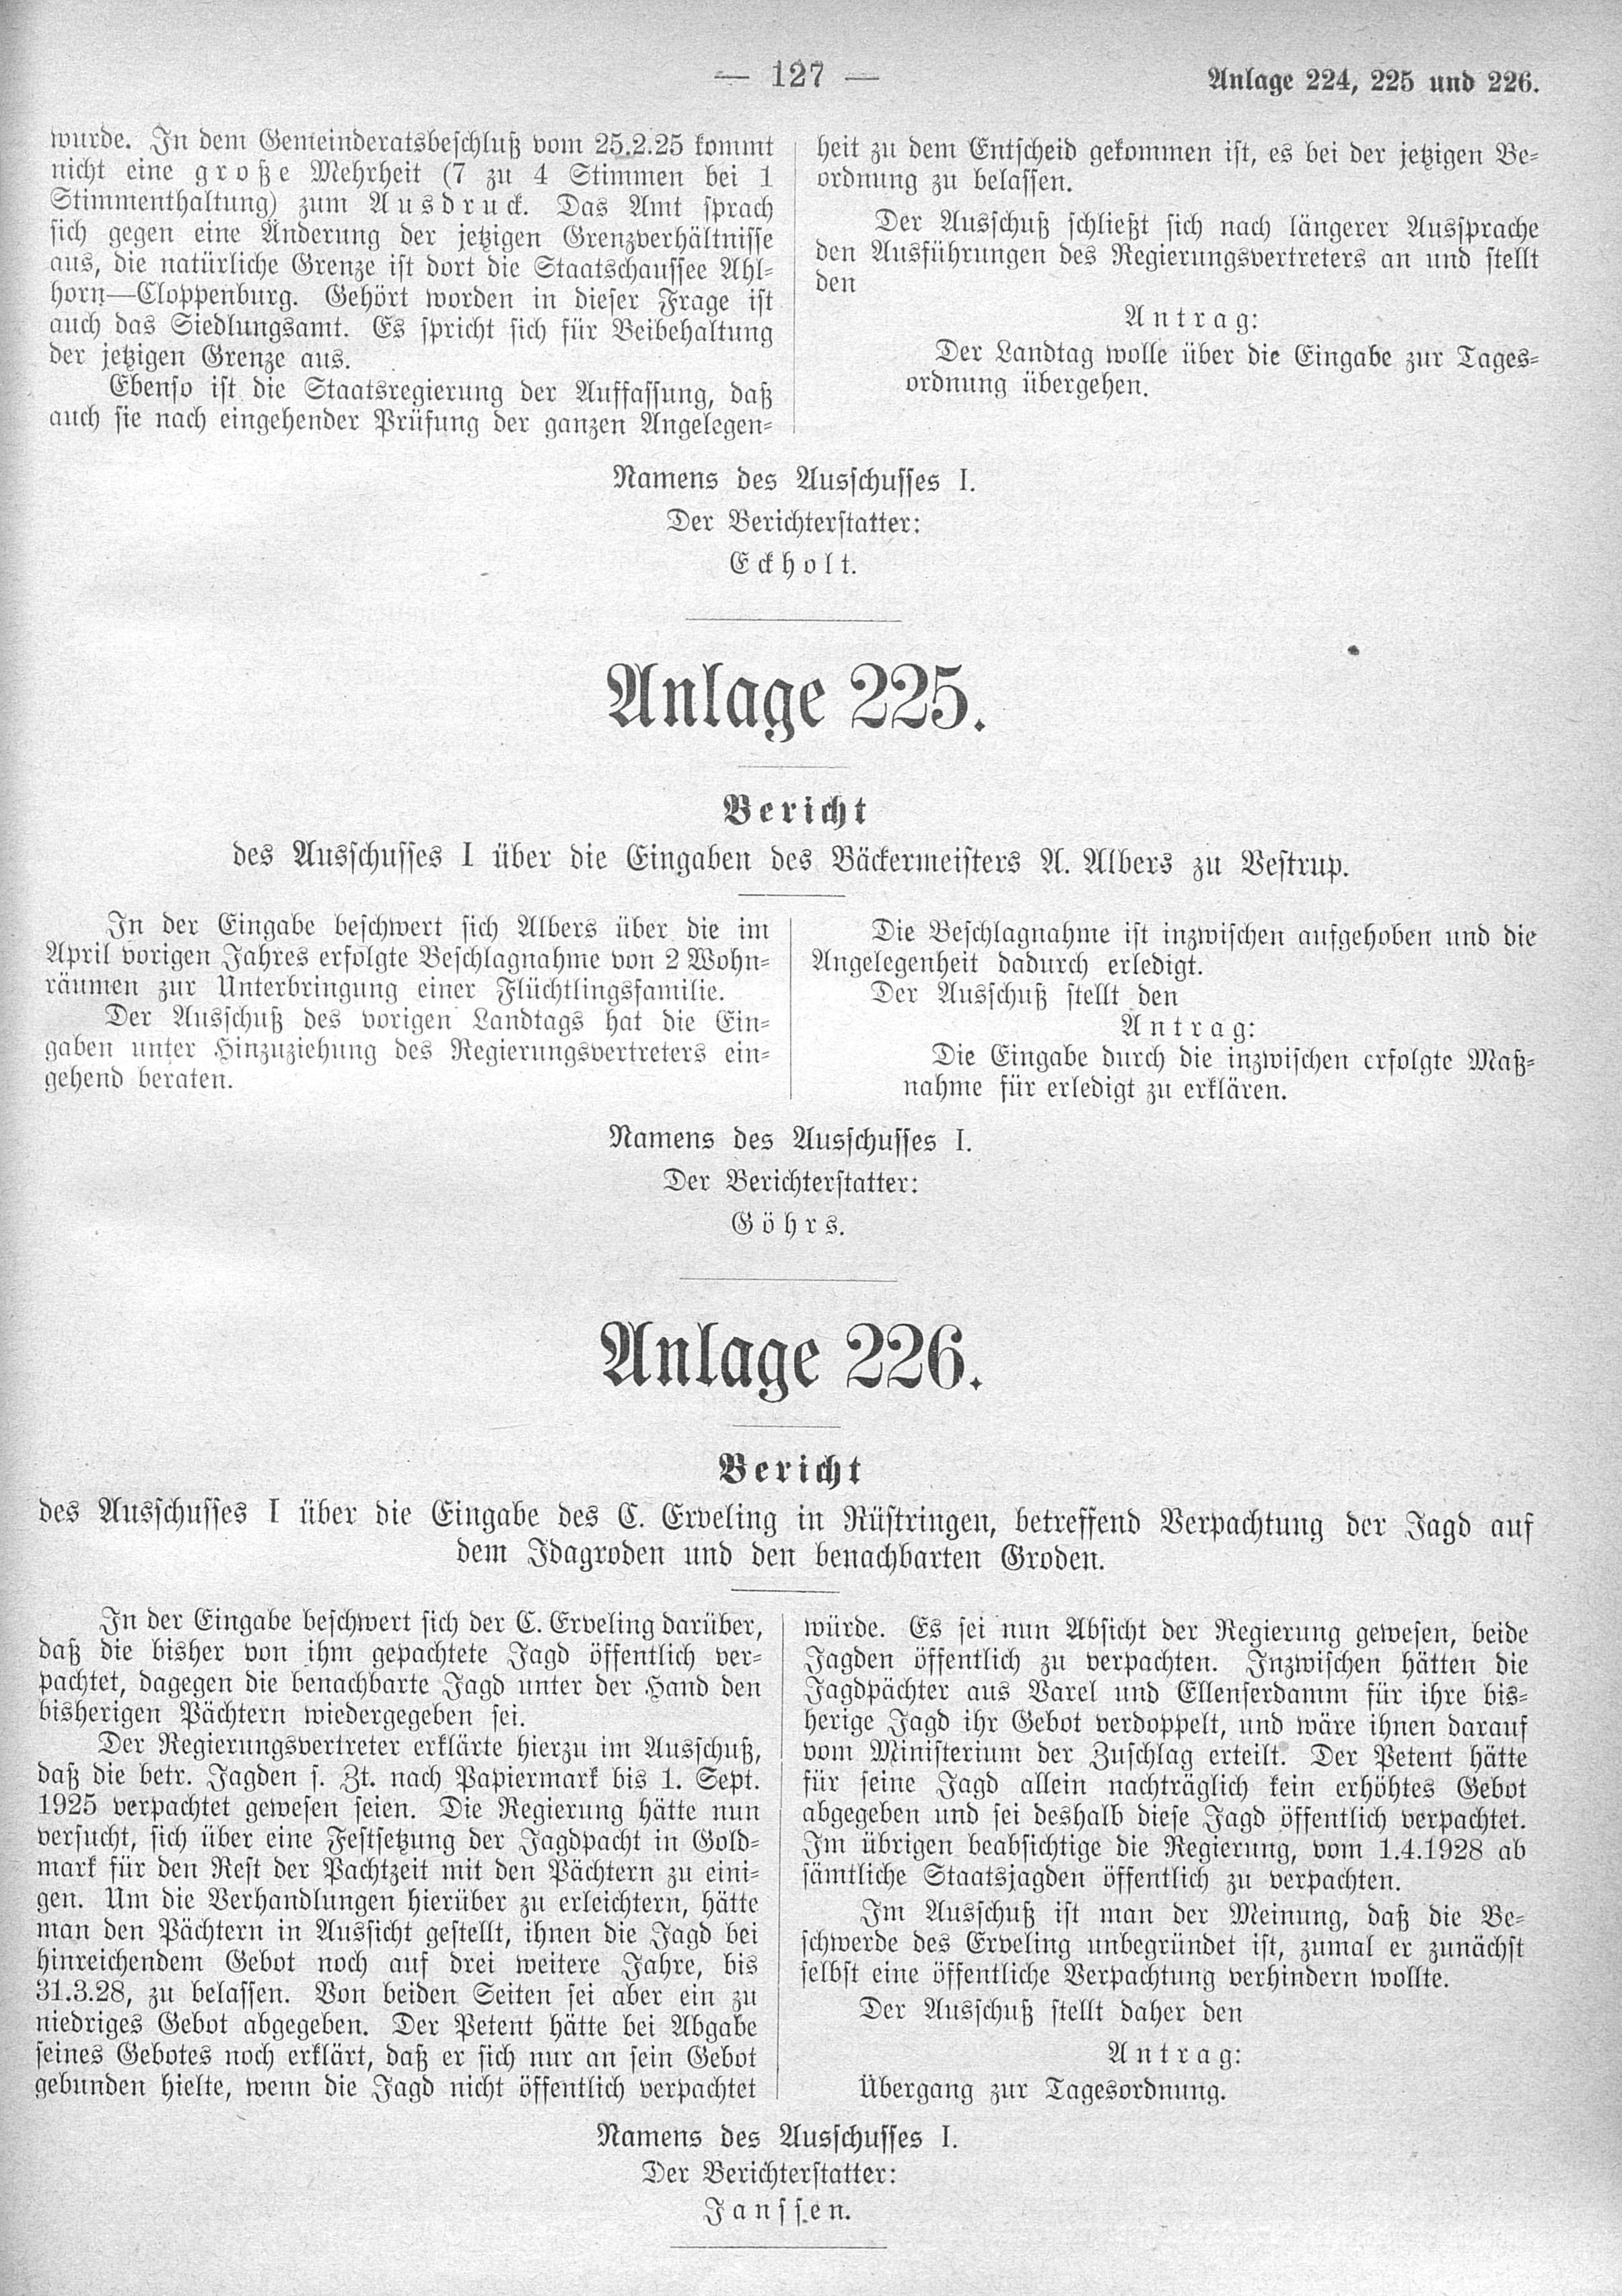 — 127 —
Anlage 224, 225 und 226.
wurde. In dem Gemeinderatsbeschluß vom 25.2.25 kommt
nicht eine große Mehrheit (7 zu 4 Stimmen bei 1
Stimmenthaltung) zum Ausdruck. Das Amt sprach
sich gegen eine Änderung der jetzigen Grenzverhältnisse
aus, die natürliche Grenze ist dort die Staatschaussee Ahl-
horn—Cloppenburg. Gehört worden in dieser Frage ist
auch das Siedlungsamt. Es spricht sich für Beibehaltung
der jetzigen Grenze aus.
Ebenso ist die Staatsregierung der Auffassung, daß
auch sie nach eingehender Prüfung der ganzen Angelegen-
heit zu dem Entscheid gekommen ist, es bei der jetzigen Be-
ordnung zu belassen.
Der Ausschuß schließt sich nach längerer Aussprache
den Ausführungen des Regierungsvertreters an und stellt
den
Antrag:
Der Landtag wolle über die Eingabe zur Tages-
ordnung übergehen.
Namens des Ausschusses I.
Der Berichterstatter:
Eckholt.
Anlage 225.
Bericht
des Ausschusses I über die Eingaben des Bäckermeisters A. Albers zu Vestrup.
In der Eingabe beschwert sich Albers über die im
April vorigen Jahres erfolgte Beschlagnahme von 2 Wohn-
räumen zur Unterbringung einer Flüchtlingsfamilie.
Der Ausschuß des vorigen Landtags hat die Ein-
gaben unter Hinzuziehung des Regierungsvertreters ein-
gehend beraten.
Die Beschlagnahme ist inzwischen aufgehoben und die
Angelegenheit dadurch erledigt.
Der Ausschuß stellt den
Antrag:
Die Eingabe durch die inzwischen erfolgte Maß-
nahme für erledigt zu erklären.
Namens des Ausschusses I.
Der Berichterstatter:
Göhrs.
Anlage 226.
Bericht
des Ausschusses I über die Eingabe des C. Erveling in Rüstringen, betreffend Verpachtung der Jagd auf
dem Idagroden und den benachbarten Groden.
In der Eingabe beschwert sich der C. Erveling darüber,
daß die bisher von ihm gepachtete Jagd öffentlich ver-
pachtet, dagegen die benachbarte Jagd unter der Hand den
bisherigen Pächtern wiedergegeben sei.
Der Regierungsvertreter erklärte hierzu im Ausschuß,
daß die betr. Jagden s. Zt. nach Papiermark bis 1. Sept.
1925 verpachtet gewesen seien. Die Regierung hätte nun
versucht, sich über eine Festsetzung der Jagdpacht in Gold-
mark für den Rest der Pachtzeit mit den Pächtern zu eini-
gen. Um die Verhandlungen hierüber zu erleichtern, hätte
man den Pächtern in Aussicht gestellt, ihnen die Jagd bei
hinreichendem Gebot noch auf drei weitere Jahre, bis
31.3.28, zu belassen. Von beiden Seiten sei aber ein zu
niedriges Gebot abgegeben. Der Petent hätte bei Abgabe
seines Gebotes noch erklärt, daß er sich nur an sein Gebot
gebunden hielte, wenn die Jagd nicht öffentlich verpachtet
würde. Es sei nun Absicht der Regierung gewesen, beide
Jagden öffentlich zu verpachten. Inzwischen hätten die
Jagdpächter aus Varel und Ellenserdamm für ihre bis-
herige Jagd ihr Gebot verdoppelt, und wäre ihnen darauf
vom Ministerium der Zuschlag erteilt. Der Petent hätte
für seine Jagd allein nachträglich kein erhöhtes Gebot
abgegeben und sei deshalb diese Jagd öffentlich verpachtet.
Im übrigen beabsichtige die Regierung, vom 1.4.1928 ab
sämtliche Staatsjagden öffentlich zu verpachten.
Im Ausschuß ist man der Meinung, daß die Be-
schwerde des Erveling unbegründet ist, zumal er zunächst
selbst eine öffentliche Verpachtung verhindern wollte.
Der Ausschuß stellt daher den
Antrag:
Übergang zur Tagesordnung.
Namens des Ausschusses I.
Der Berichterstatter:
Janssen.